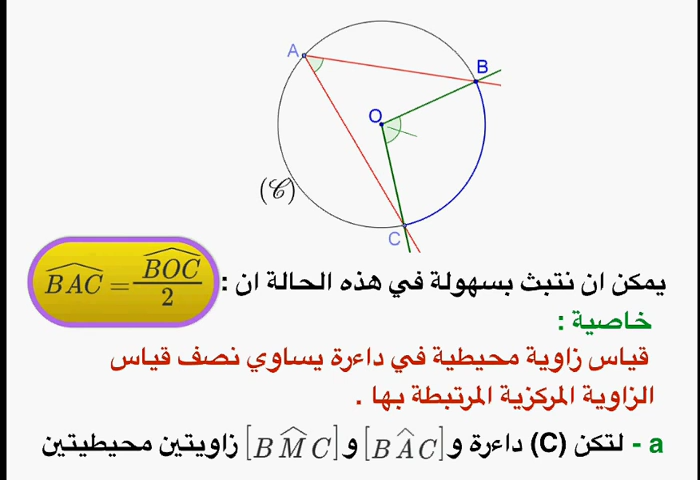 A
B
O
(𝒞)
C
يمكن ان نتبث بسهولة في هذه الحالة ان : BAC = BOC / 2
خاصية :
قياس زاوية محيطية في داءرة يساوي نصف قياس
الزاوية المركزية المرتبطة بها .
a - لتكن (C) داءرة و [BAC] و [BMC] زاويتين محيطيتين